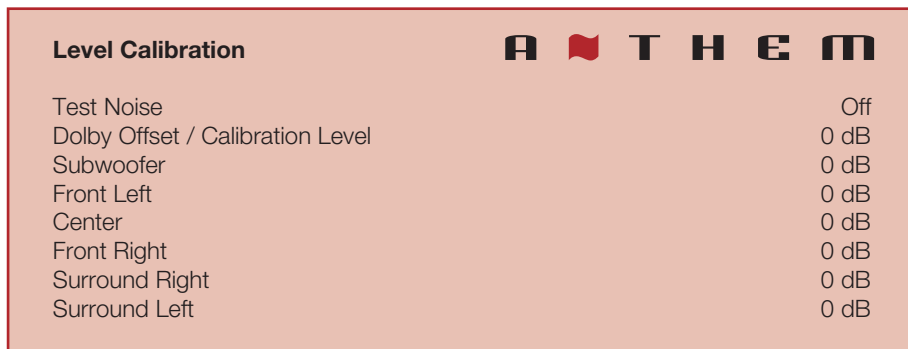 Level Calibration A~THEM
Test Noise Off
Dolby Offset / Calibration Level 0 dB
Subwoofer 0 dB
Front Left 0 dB
Center 0 dB
Front Right 0 dB
Surround Right 0 dB
Surround Left 0 dB